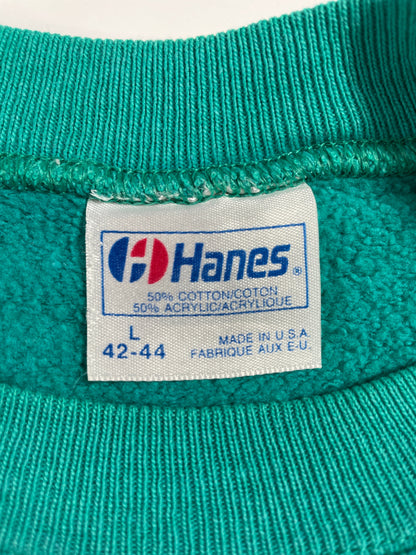 Hanes®
50% COTTON/COTON
50% ACRYLIC/ACRYLIQUE
L
42-44
MADE IN U.S.A.
FABRIQUE AUX E-U.